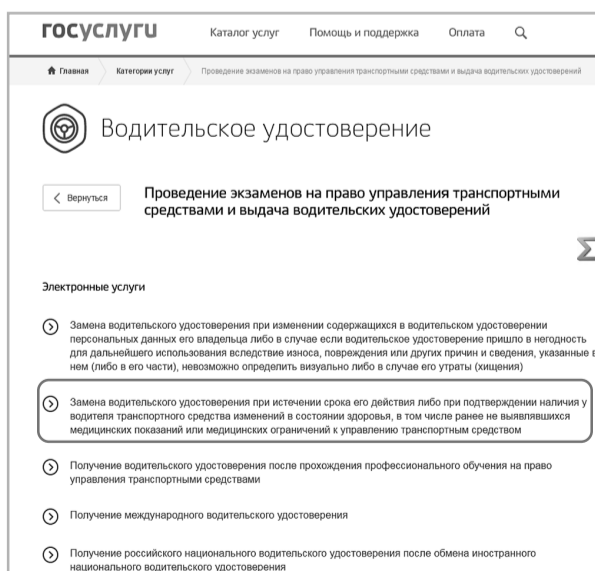 госуслуги Каталог услуг Помощь и поддержка Оплата
Главная Категории услуг Проведение экзаменов на право управления транспортными средствами и выдача водительских удостоверений
Водительское удостоверение
Вернуться
Проведение экзаменов на право управления транспортными
средствами и выдача водительских удостоверений
Электронные услуги
Замена водительского удостоверения при изменении содержащихся в водительском удостоверении
персональных данных его владельца либо в случае если водительское удостоверение пришло в негодность
для дальнейшего использования вследствие износа, повреждения или других причин и сведения, указанные в
нем (либо в его части), невозможно определить визуально либо в случае его утраты (хищения)
Замена водительского удостоверения при истечении срока его действия либо при подтверждении наличия у
водителя транспортного средства изменений в состоянии здоровья, в том числе ранее не выявлявшихся
медицинских показаний или медицинских ограничений к управлению транспортным средством
Получение водительского удостоверения после прохождения профессионального обучения на право
управления транспортными средствами
Получение международного водительского удостоверения
Получение российского национального водительского удостоверения после обмена иностранного
национального водительского удостоверения